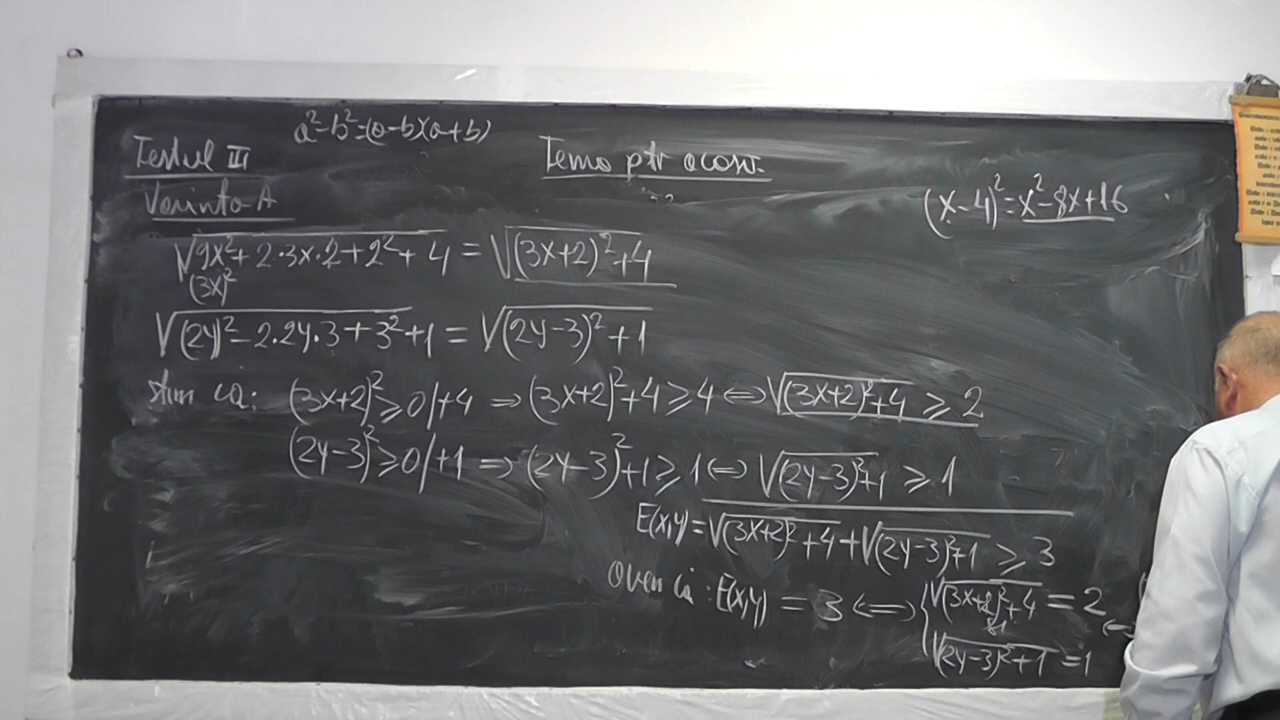 a²-b²=(a-b)(a+b)
Testul III
Tema ptr acasă.
Varianta A
(x-4)²=x²-8x+16
√(9x²+2·3x·2+2²+4) = √((3x+2)²+4)
(3x)²
√((2y)²-2·2y·3+3²+1) = √((2y-3)²+1)
stim că: (3x+2)²≥0/+4 ⇒ (3x+2)²+4≥4 ⇔ √((3x+2)²+4) ≥ 2
(2y-3)²≥0/+1 ⇒ (2y-3)²+1≥1 ⇔ √((2y-3)²+1) ≥ 1
E(x,y)=√((3x+2)²+4)+√((2y-3)²+1) ≥ 3
Avem că: E(x,y) = 3 ⇔ {√((3x+2)²+4) = 2
√((2y-3)²+1) = 1 ⇔